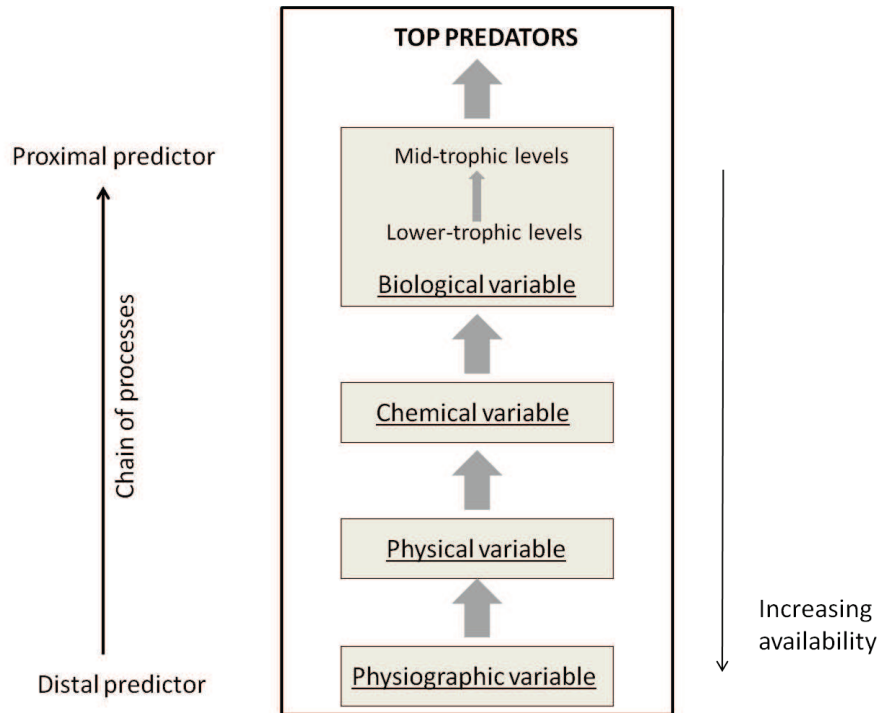 TOP PREDATORS
Proximal predictor
Mid-trophic levels
Lower-trophic levels
Biological variable
Chain of processes
Chemical variable
Physical variable
Increasing
availability
Physiographic variable
Distal predictor